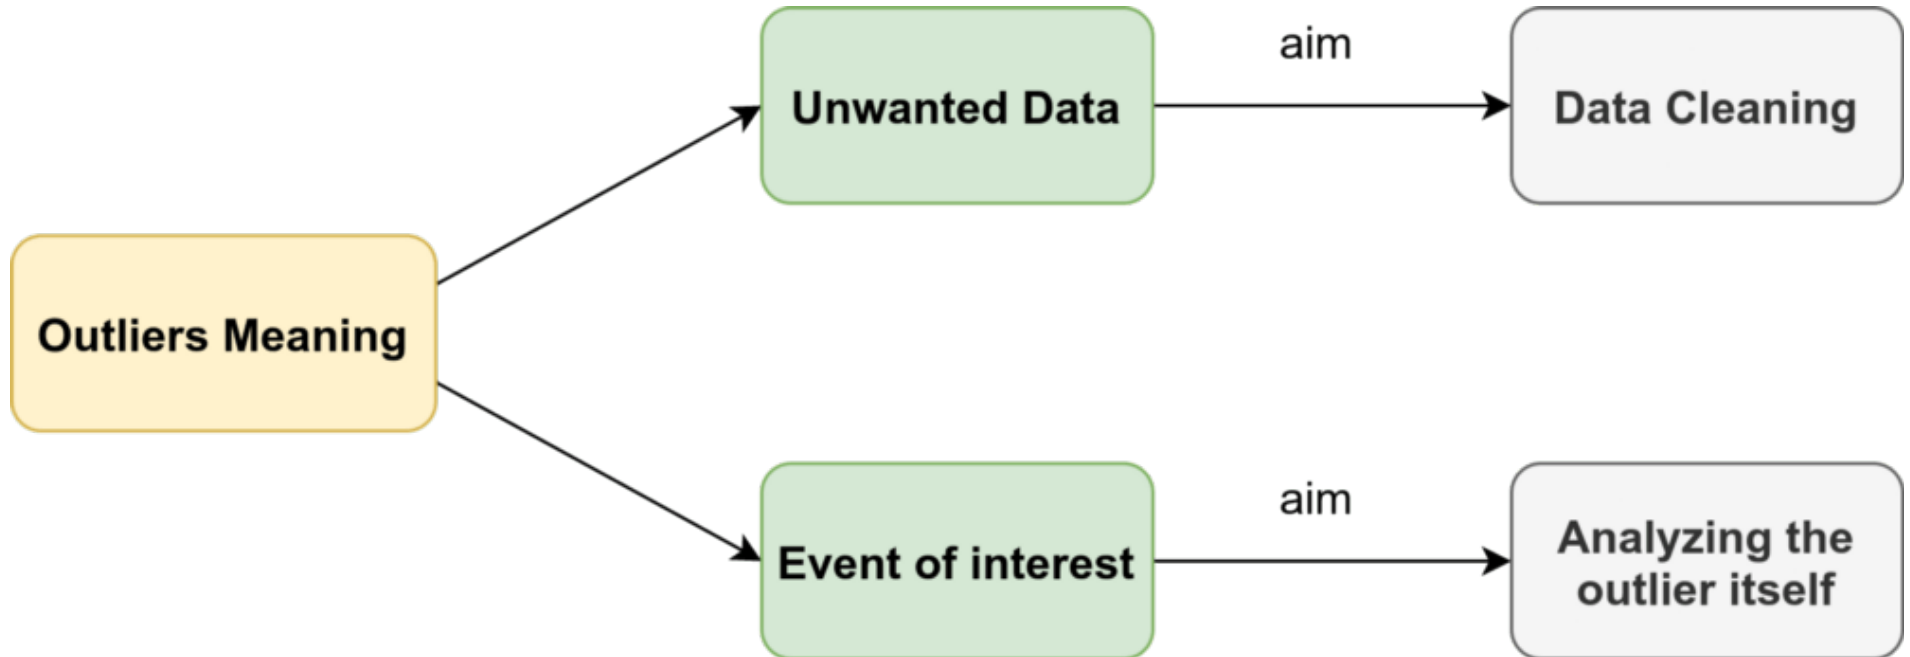 aim
Unwanted Data
Data Cleaning
Outliers Meaning
aim
Event of interest
Analyzing the
outlier itself